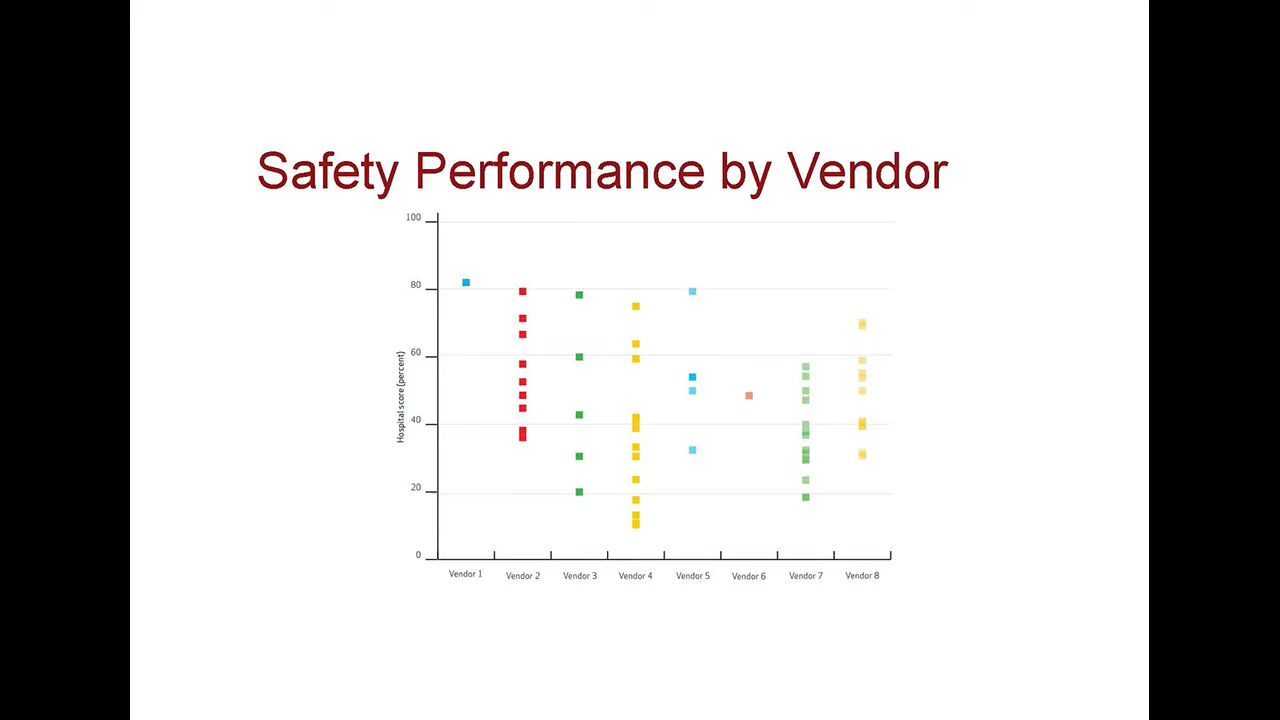 Safety Performance by Vendor
100
80
60
40
20
0
Hospital score (percent)
Vendor 1 Vendor 2 Vendor 3 Vendor 4 Vendor 5 Vendor 6 Vendor 7 Vendor 8